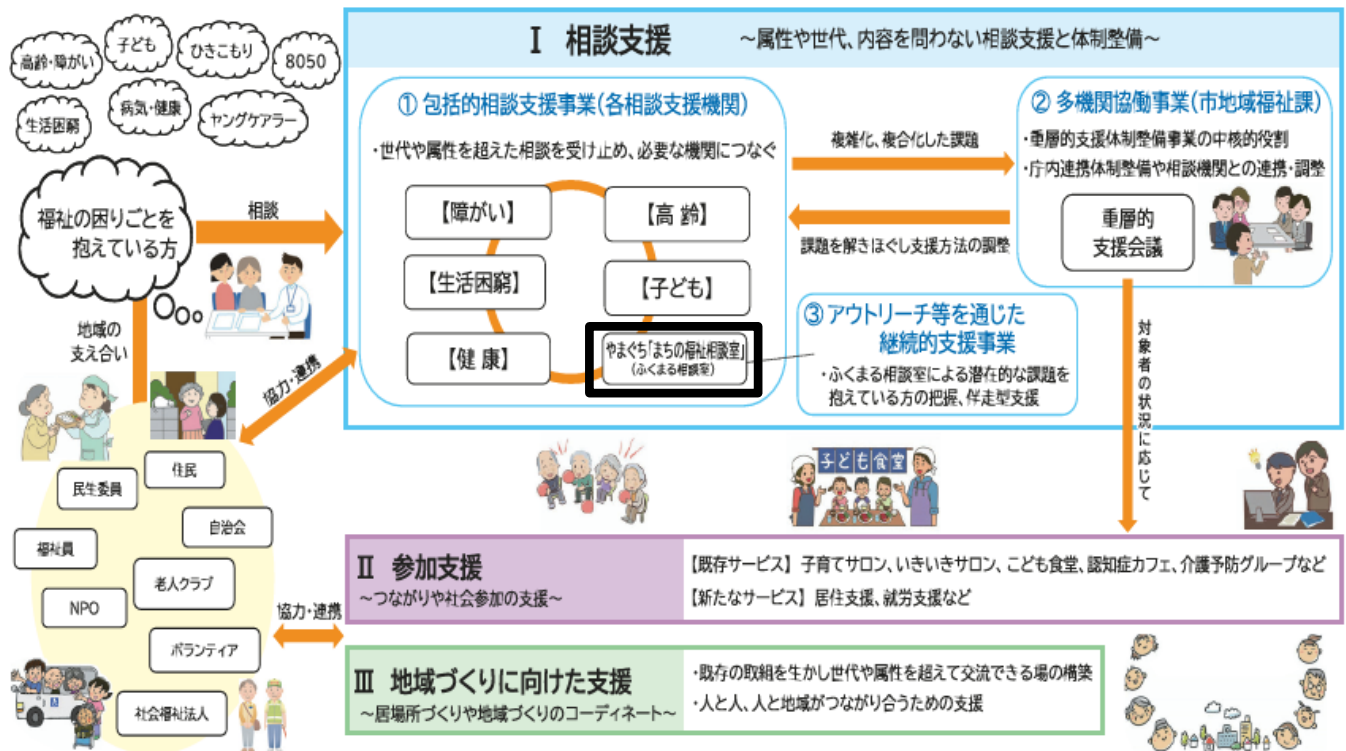 高齢・障がい
子ども
ひきこもり
8050
生活困窮
病気・健康
ヤングケアラー
福祉の困りごとを
抱えている方
相談
地域の
支え合い
協力・連携
Ⅰ 相談支援 ～属性や世代、内容を問わない相談支援と体制整備～
① 包括的相談支援事業(各相談支援機関)
・世代や属性を超えた相談を受け止め、必要な機関につなぐ
【障がい】
【高 齢】
【生活困窮】
【子ども】
【健 康】
やまぐち「まちの福祉相談室」
(ふくまる相談室)
複雑化、複合化した課題
課題を解きほぐし支援方法の調整
② 多機関協働事業(市地域福祉課)
・重層的支援体制整備事業の中核的役割
・庁内連携体制整備や相談機関との連携・調整
重層的
支援会議
③ アウトリーチ等を通じた
継続的支援事業
・ふくまる相談室による潜在的な課題を
抱えている方の把握、伴走型支援
対象者の状況に応じて
子ども食堂
住民
民生委員
自治会
福祉員
老人クラブ
NPO
ボランティア
社会福祉法人
協力・連携
Ⅱ 参加支援
～つながりや社会参加の支援～
【既存サービス】 子育てサロン、いきいきサロン、こども食堂、認知症カフェ、介護予防グループなど
【新たなサービス】 居住支援、就労支援など
Ⅲ 地域づくりに向けた支援
～居場所づくりや地域づくりのコーディネート～
・既存の取組を生かし世代や属性を超えて交流できる場の構築
・人と人、人と地域がつながり合うための支援